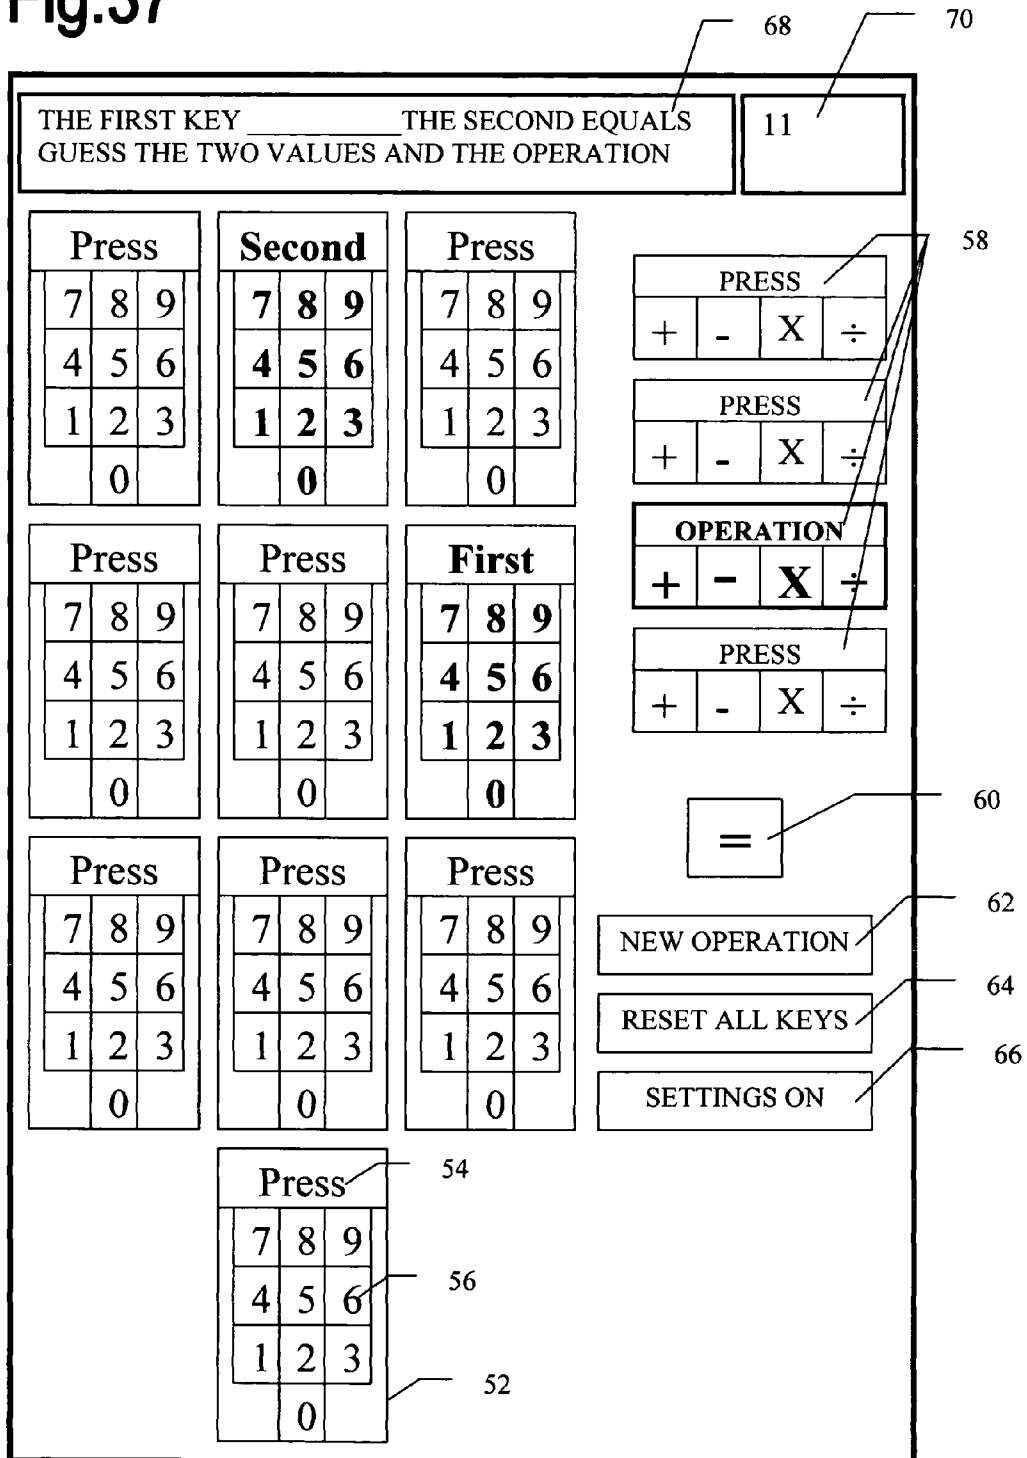 Fig.37
68
70
THE FIRST KEY ___________ THE SECOND EQUALS
GUESS THE TWO VALUES AND THE OPERATION
11
Press
7 8 9
4 5 6
1 2 3
0
Second
7 8 9
4 5 6
1 2 3
0
Press
7 8 9
4 5 6
1 2 3
0
58
PRESS
+ - X ÷
PRESS
+ - X ÷
OPERATION
+ - X ÷
PRESS
+ - X ÷
Press
7 8 9
4 5 6
1 2 3
0
Press
7 8 9
4 5 6
1 2 3
0
First
7 8 9
4 5 6
1 2 3
0
=
60
Press
7 8 9
4 5 6
1 2 3
0
Press
7 8 9
4 5 6
1 2 3
0
Press
7 8 9
4 5 6
1 2 3
0
NEW OPERATION
62
RESET ALL KEYS
64
SETTINGS ON
66
Press
54
7 8 9
4 5 6
56
1 2 3
0
52